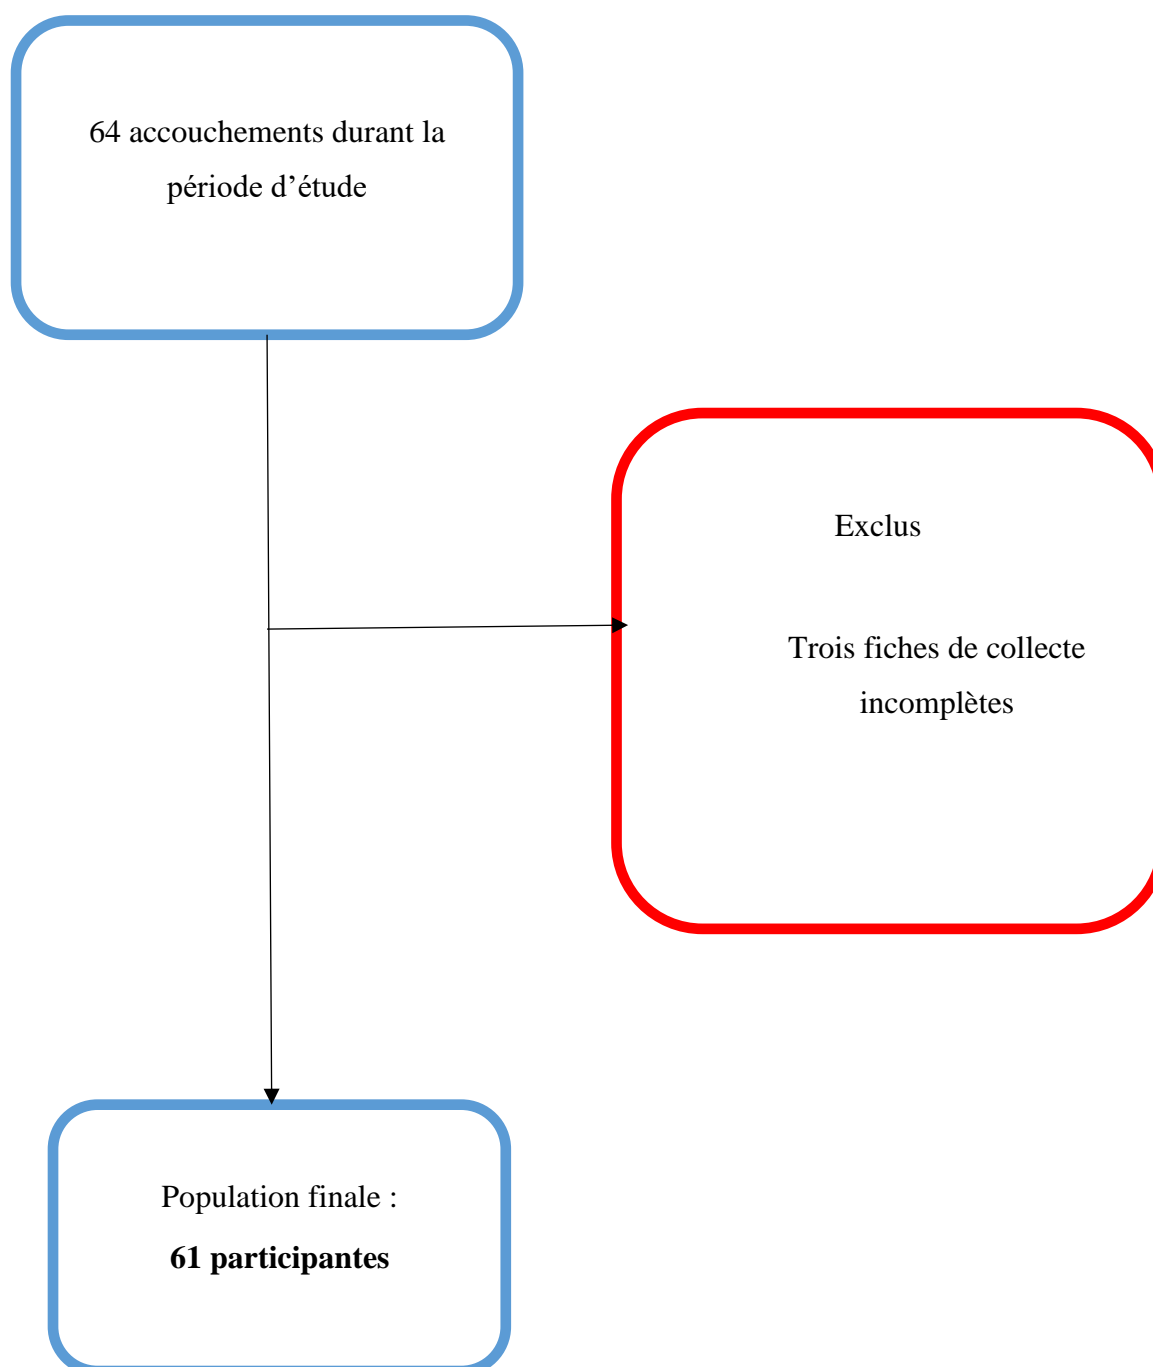 64 accouchements durant la
période d’étude
Exclus
Trois fiches de collecte
incomplètes
Population finale :
61 participantes